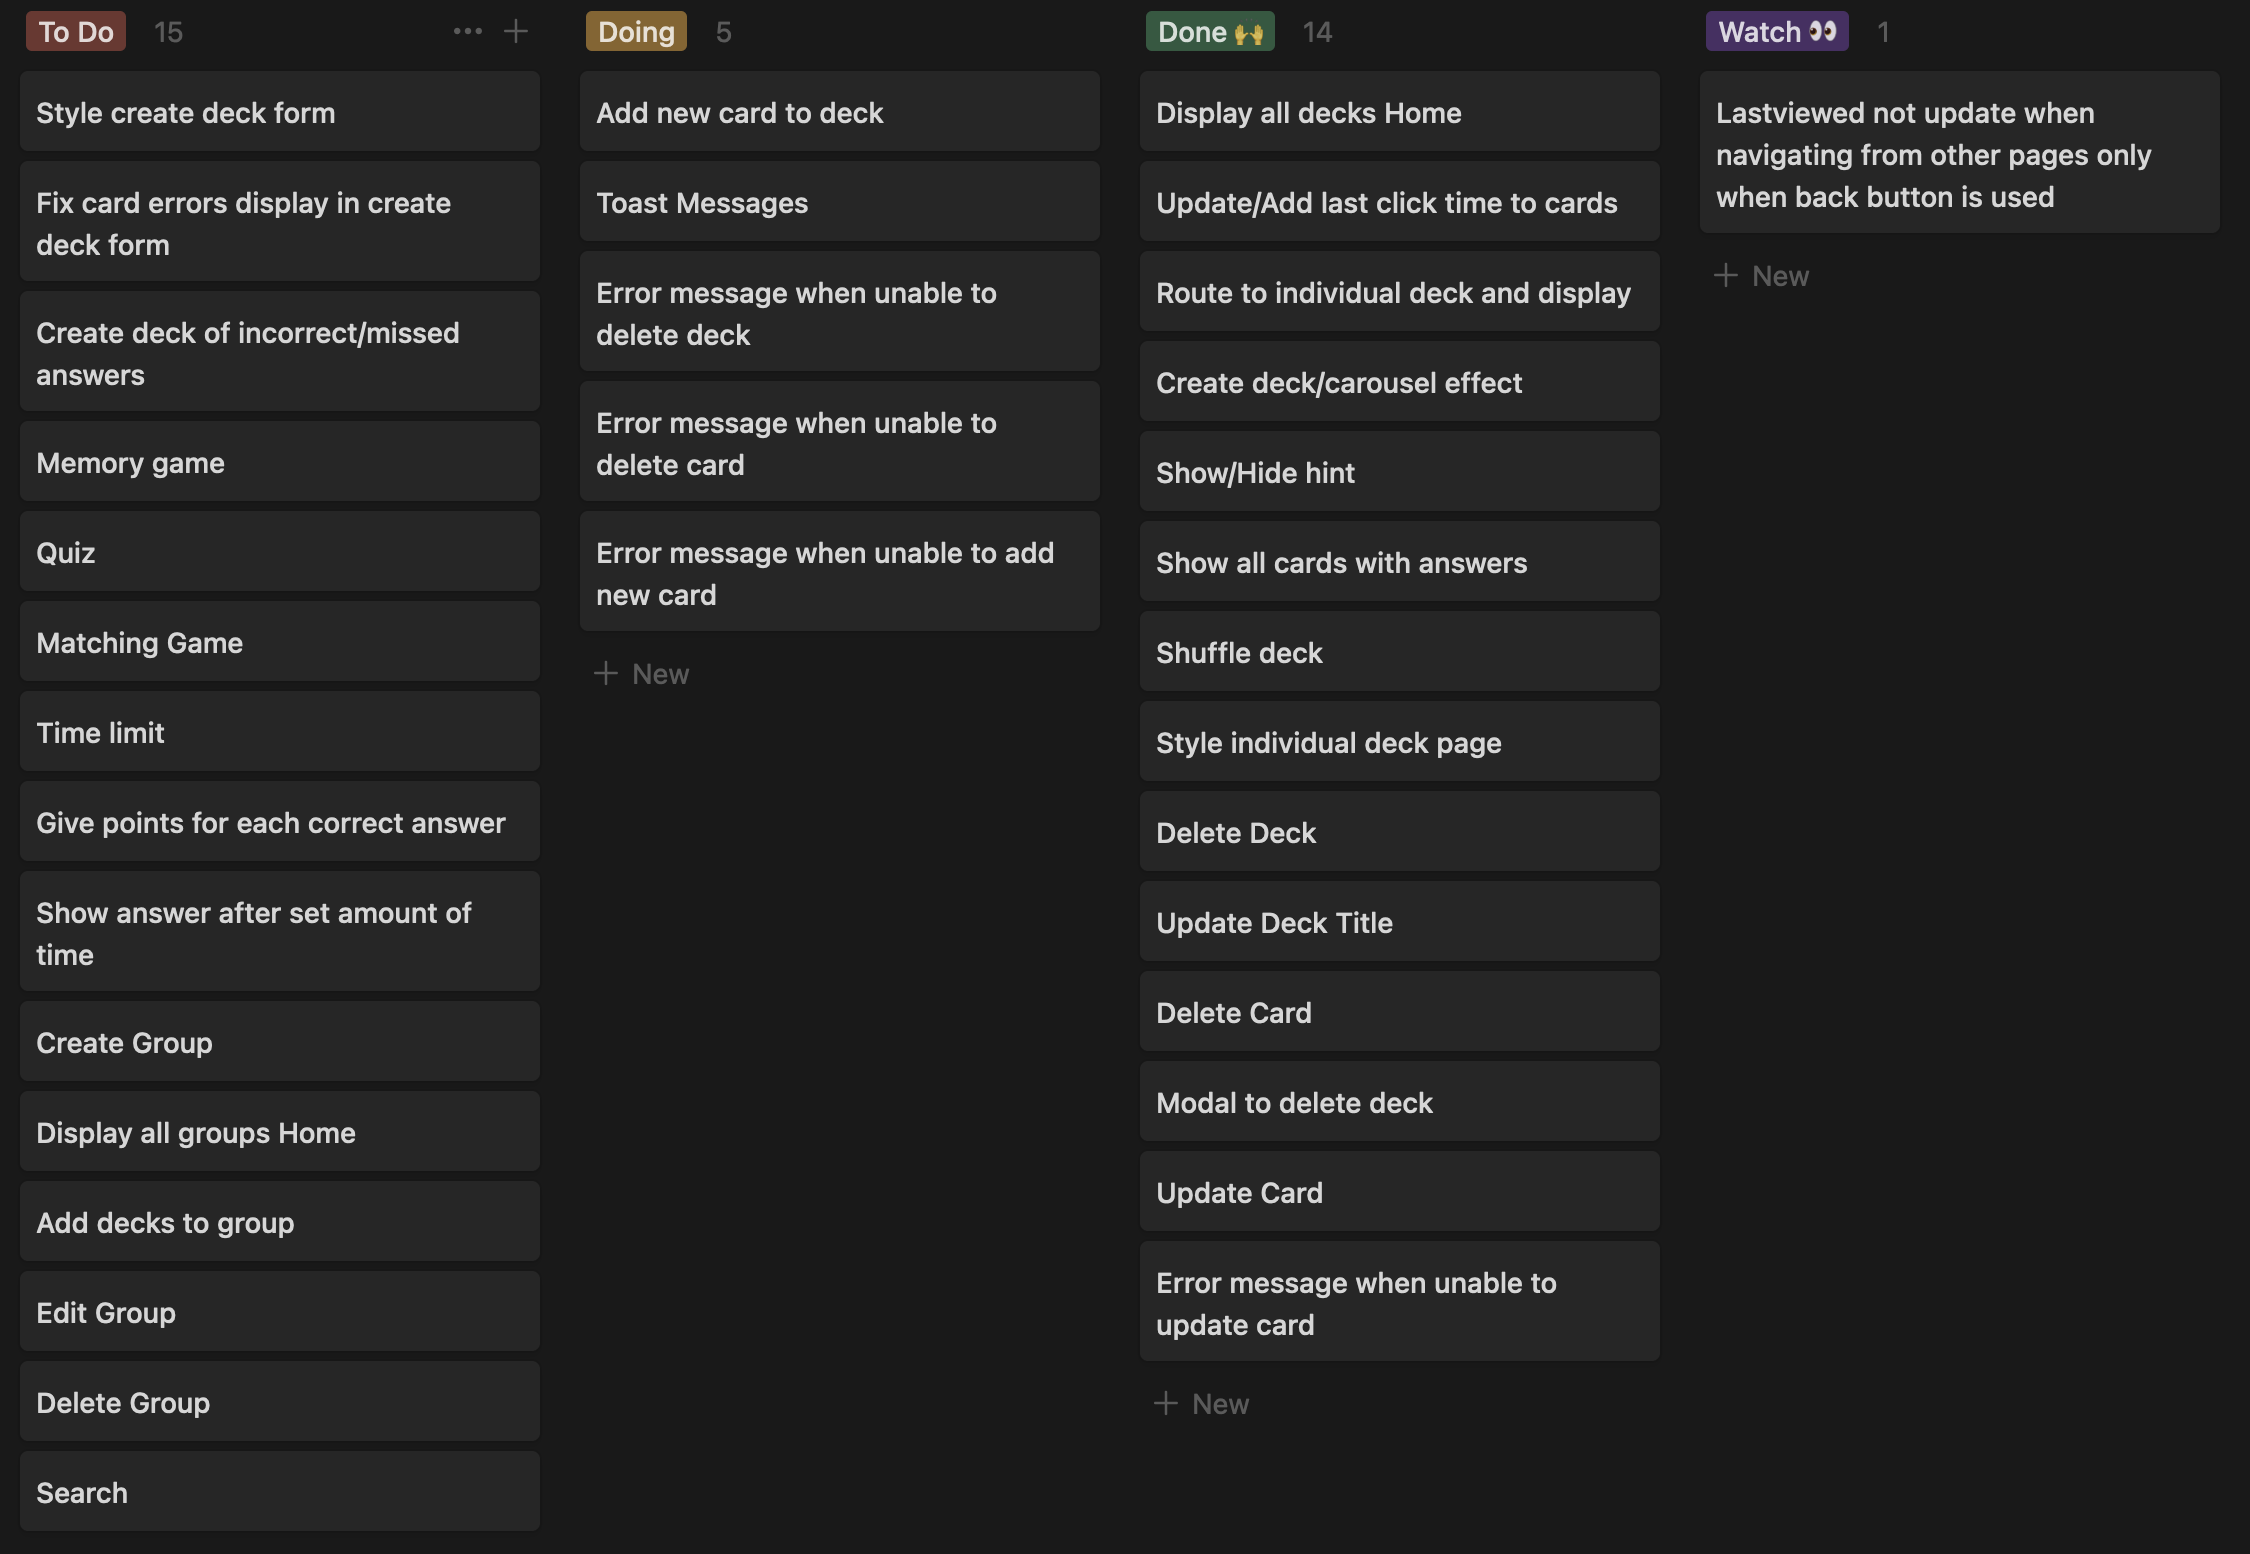 To Do 15
Style create deck form
Fix card errors display in create
deck form
Create deck of incorrect/missed
answers
Memory game
Quiz
Matching Game
Time limit
Give points for each correct answer
Show answer after set amount of
time
Create Group
Display all groups Home
Add decks to group
Edit Group
Delete Group
Search
Doing 5
Add new card to deck
Toast Messages
Error message when unable to
delete deck
Error message when unable to
delete card
Error message when unable to add
new card
+ New
Done 🙌 14
Display all decks Home
Update/Add last click time to cards
Route to individual deck and display
Create deck/carousel effect
Show/Hide hint
Show all cards with answers
Shuffle deck
Style individual deck page
Delete Deck
Update Deck Title
Delete Card
Modal to delete deck
Update Card
Error message when unable to
update card
+ New
Watch 👀 1
Lastviewed not update when
navigating from other pages only
when back button is used
+ New